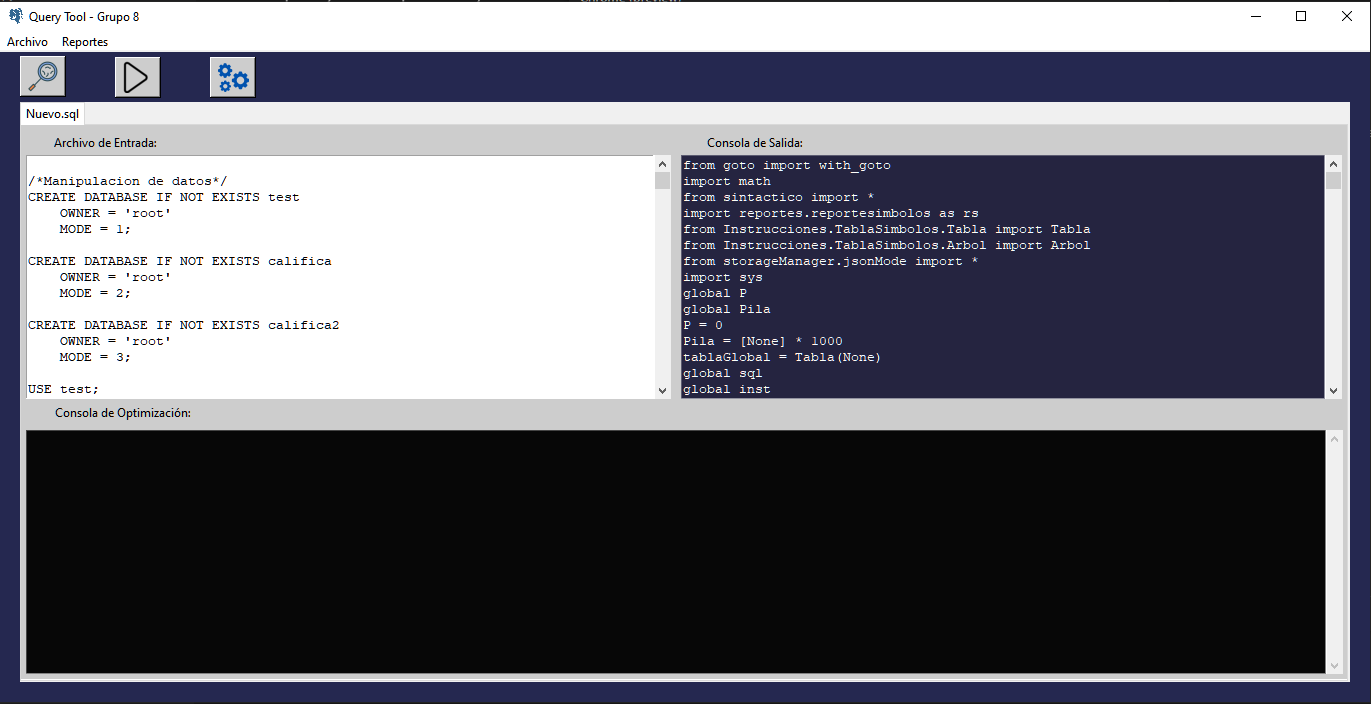 Query Tool - Grupo 8
Archivo Reportes
Nuevo.sql
Archivo de Entrada:
/*Manipulacion de datos*/
CREATE DATABASE IF NOT EXISTS test
    OWNER = 'root'
    MODE = 1;
CREATE DATABASE IF NOT EXISTS califica
    OWNER = 'root'
    MODE = 2;
CREATE DATABASE IF NOT EXISTS califica2
    OWNER = 'root'
    MODE = 3;
USE test;
Consola de Salida:
from goto import with_goto
import math
from sintactico import *
import reportes.reportesimbolos as rs
from Instrucciones.TablaSimbolos.Tabla import Tabla
from Instrucciones.TablaSimbolos.Arbol import Arbol
from storageManager.jsonMode import *
import sys
global P
global Pila
P = 0
Pila = [None] * 1000
tablaGlobal = Tabla(None)
global sql
global inst
Consola de Optimización: